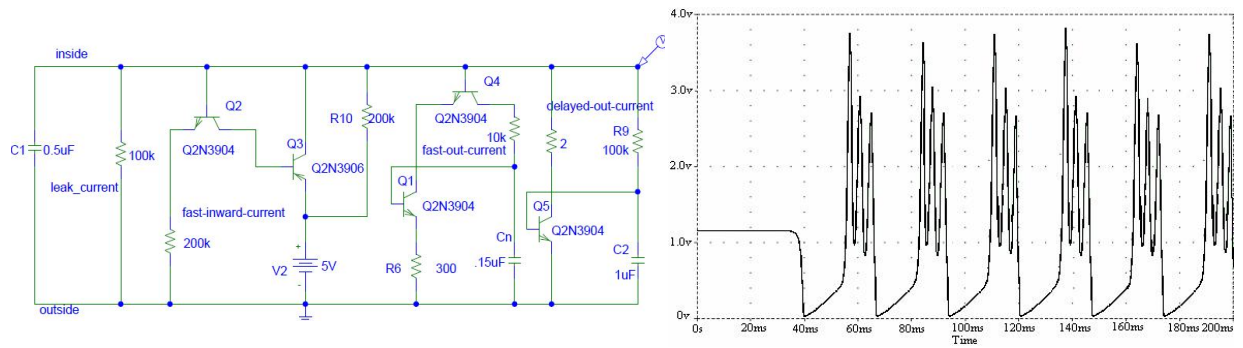 inside
Q2
Q2N3904
C1 0.5uF
100k
leak_current
fast-inward-current
200k
Q3
Q2N3906
R10 200k
V2
+
5V
-
outside
Q4
Q2N3904
10k
fast-out-current
Q1
Q2N3904
R6 300
Cn
.15uF
delayed-out-current
2
R9
100k
Q5
Q2N3904
C2
1uF
V
4.0v
3.0v
2.0v
1.0v
0v
0s 20ms 40ms 60ms 80ms 100ms 120ms 140ms 160ms 180ms 200ms
Time